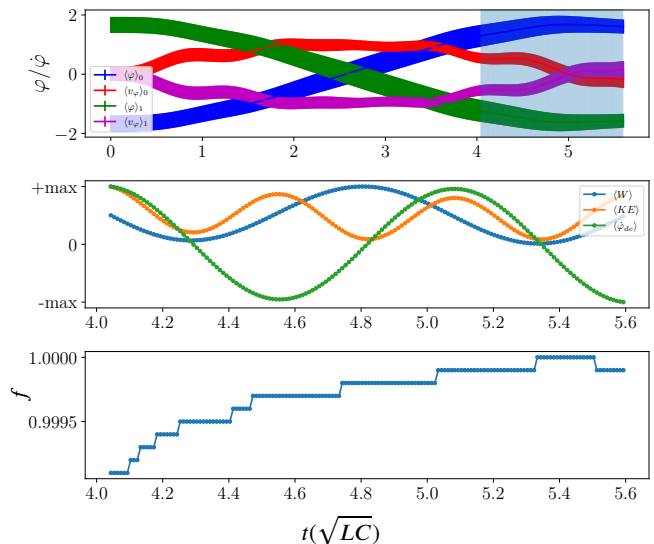 2
0
−2
φ/φ̇
⟨φ⟩₀
⟨v_φ⟩₀
⟨φ⟩₁
⟨v_φ⟩₁
0 1 2 3 4 5
+max
0
-max
⟨W⟩
⟨KE⟩
⟨φ̇_dc⟩
4.0 4.2 4.4 4.6 4.8 5.0 5.2 5.4 5.6
1.0000
0.9995
f
4.0 4.2 4.4 4.6 4.8 5.0 5.2 5.4 5.6
t(√LC)